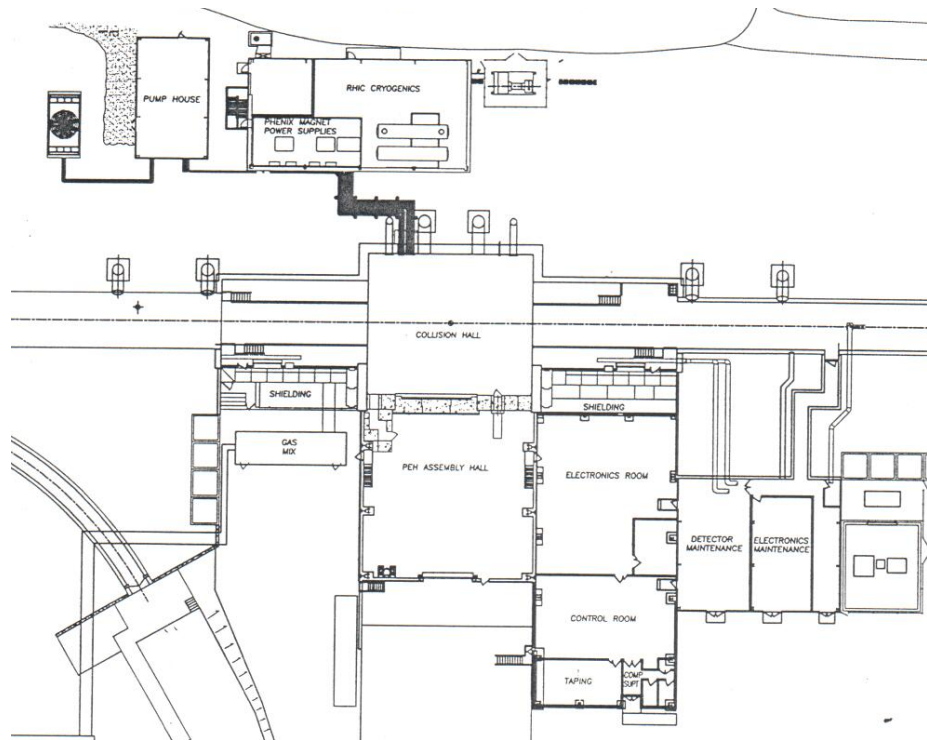 RHIC CRYOGENICS
PUMP HOUSE
PHENIX MAGNET
POWER SUPPLIES
COLLISION HALL
SHIELDING
SHIELDING
GAS
MIX
PEH ASSEMBLY HALL
ELECTRONICS ROOM
DETECTOR
MAINTENANCE
ELECTRONICS
MAINTENANCE
CONTROL ROOM
TAPING
COMP
SUPT